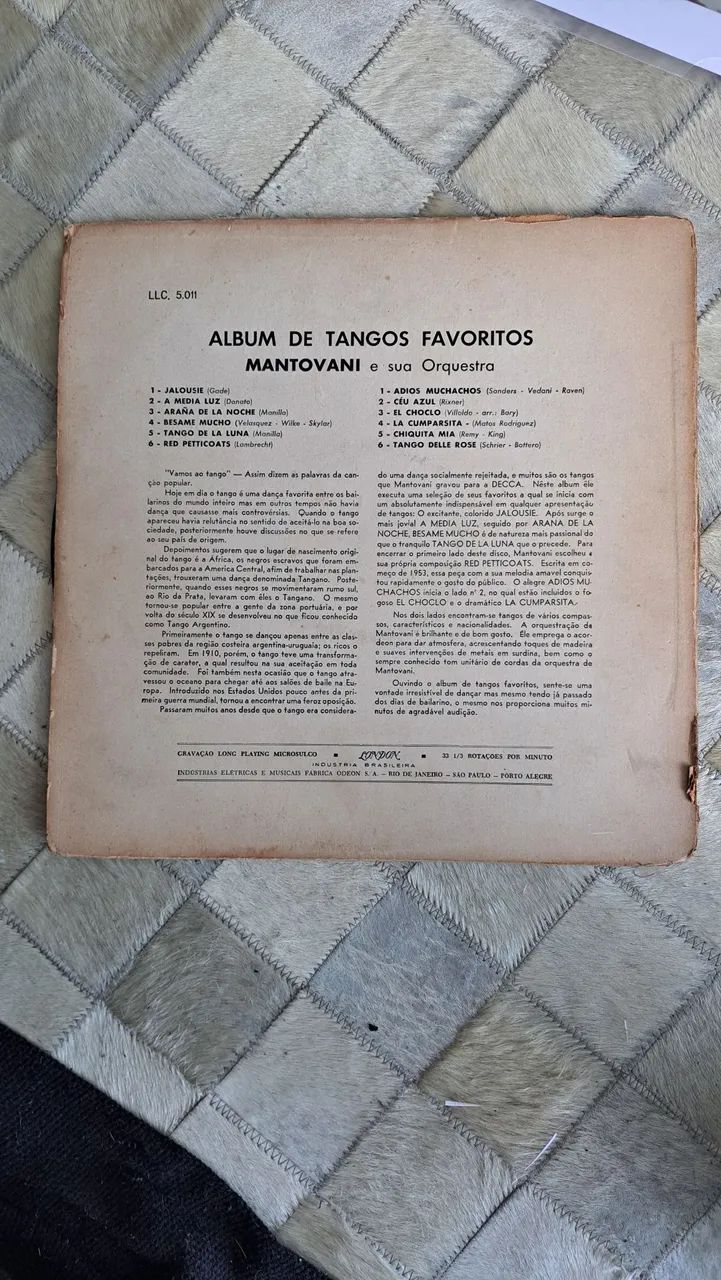 LLC. 5.011
ALBUM DE TANGOS FAVORITOS
MANTOVANI e sua Orquestra
1 - JALOUSIE (Gade)
2 - A MEDIA LUZ (Donato)
3 - ARAÑA DE LA NOCHE (Manilla)
4 - BESAME MUCHO (Velasquez - Wilke - Skylar)
5 - TANGO DE LA LUNA (Manilla)
6 - RED PETTICOATS (Lambrecht)
1 - ADIOS MUCHACHOS (Sanders - Vedani - Raven)
2 - CÉU AZUL (Rixner)
3 - EL CHOCLO (Villoldo - arr.: Bary)
4 - LA CUMPARSITA - (Matos Rodriguez)
5 - CHIQUITA MIA (Remy - King)
6 - TANGO DELLE ROSE (Schrier - Bottero)
"Vamos ao tango" — Assim dizem as palavras da can-
ção popular.
Hoje em dia o tango é uma dança favorita entre os bai-
larinos do mundo inteiro mas em outros tempos não havia
dança que causasse mais controvérsias. Quando o tango
apareceu havia relutância no sentido de aceitá-lo na boa so-
ciedade, posteriormente houve discussões no que se refere
ao seu país de origem.
Depoimentos sugerem que o lugar de nascimento origi-
nal do tango é a África, os negros escravos que foram em-
barcados para a America Central, afim de trabalhar nas plan-
tações, trouxeram uma dança denominada Tangano. Poste-
riormente, quando esses negros se movimentaram rumo sul,
ao Rio da Prata, levaram com êles o Tangano. O mesmo
tornou-se popular entre a gente da zona portuária, e por
volta do século XIX se desenvolveu no que ficou conhecido
como Tango Argentino.
Primeiramente o tango se dançou apenas entre as clas-
ses pobres da região costeira argentina-uruguaia; os ricos o
repeliram. Em 1910, porém, o tango teve uma transforma-
ção de carater, a qual resultou na sua aceitação em toda
comunidade. Foi também nesta ocasião que o tango atra-
vessou o oceano para chegar até aos salões de baile na Eu-
ropa. Introduzido nos Estados Unidos pouco antes da pri-
meira guerra mundial, tornou a encontrar uma feroz oposição.
Passaram muitos anos desde que o tango era considera-
do uma dança socialmente rejeitada, e muitos são os tangos
que Mantovani gravou para a DECCA. Nêste album êle
executa uma seleção de seus favoritos a qual se inicia com
um absolutamente indispensável em qualquer apresentação
de tangos: O excitante, colorido JALOUSIE. Após surge o
mais jovial A MEDIA LUZ, seguido por ARANA DE LA
NOCHE, BESAME MUCHO é de natureza mais passional do
que o tranquilo TANGO DE LA LUNA que o precede. Para
encerrar o primeiro lado deste disco, Mantovani escolheu a
sua própria composição RED PETTICOATS. Escrita em co-
meço de 1953, essa peça com a sua melodia amavel conquis-
tou rapidamente o gosto do público. O alegre ADIOS MU-
CHACHOS inicia o lado n° 2, no qual estão incluidos o fo-
goso EL CHOCLO e o dramático LA CUMPARSITA.
Nos dois lados encontram-se tangos de vários compas-
sos, característicos e nacionalidades. A orquestração de
Mantovani é brilhante e de bom gosto. Ele emprega o acor-
deon para dar atmosfera, acrescentando toques de madeira
e suaves intervenções de metais em surdina, bem como o
sempre conhecido tom unitário de cordas da orquestra de
Mantovani.
Ouvindo o album de tangos favoritos, sente-se uma
vontade irresistivel de dançar mas mesmo tendo já passado
dos dias de bailarino, o mesmo nos proporciona muitos mi-
nutos de agradável audição.
GRAVAÇÃO LONG PLAYING MICROSULCO ■ LONDON ■ 33 1/3 ROTAÇÕES POR MINUTO
INDUSTRIA BRASILEIRA
INDÚSTRIAS ELÉTRICAS E MUSICAIS FÁBRICA ODEON S. A. — RIO DE JANEIRO — SÃO PAULO — PÔRTO ALEGRE